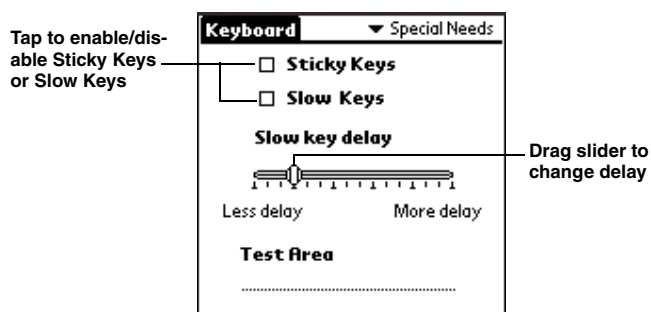 Tap to enable/dis-
able Sticky Keys
or Slow Keys
Keyboard
Special Needs
Sticky Keys
Slow Keys
Slow key delay
Drag slider to
change delay
Less delay
More delay
Test Area